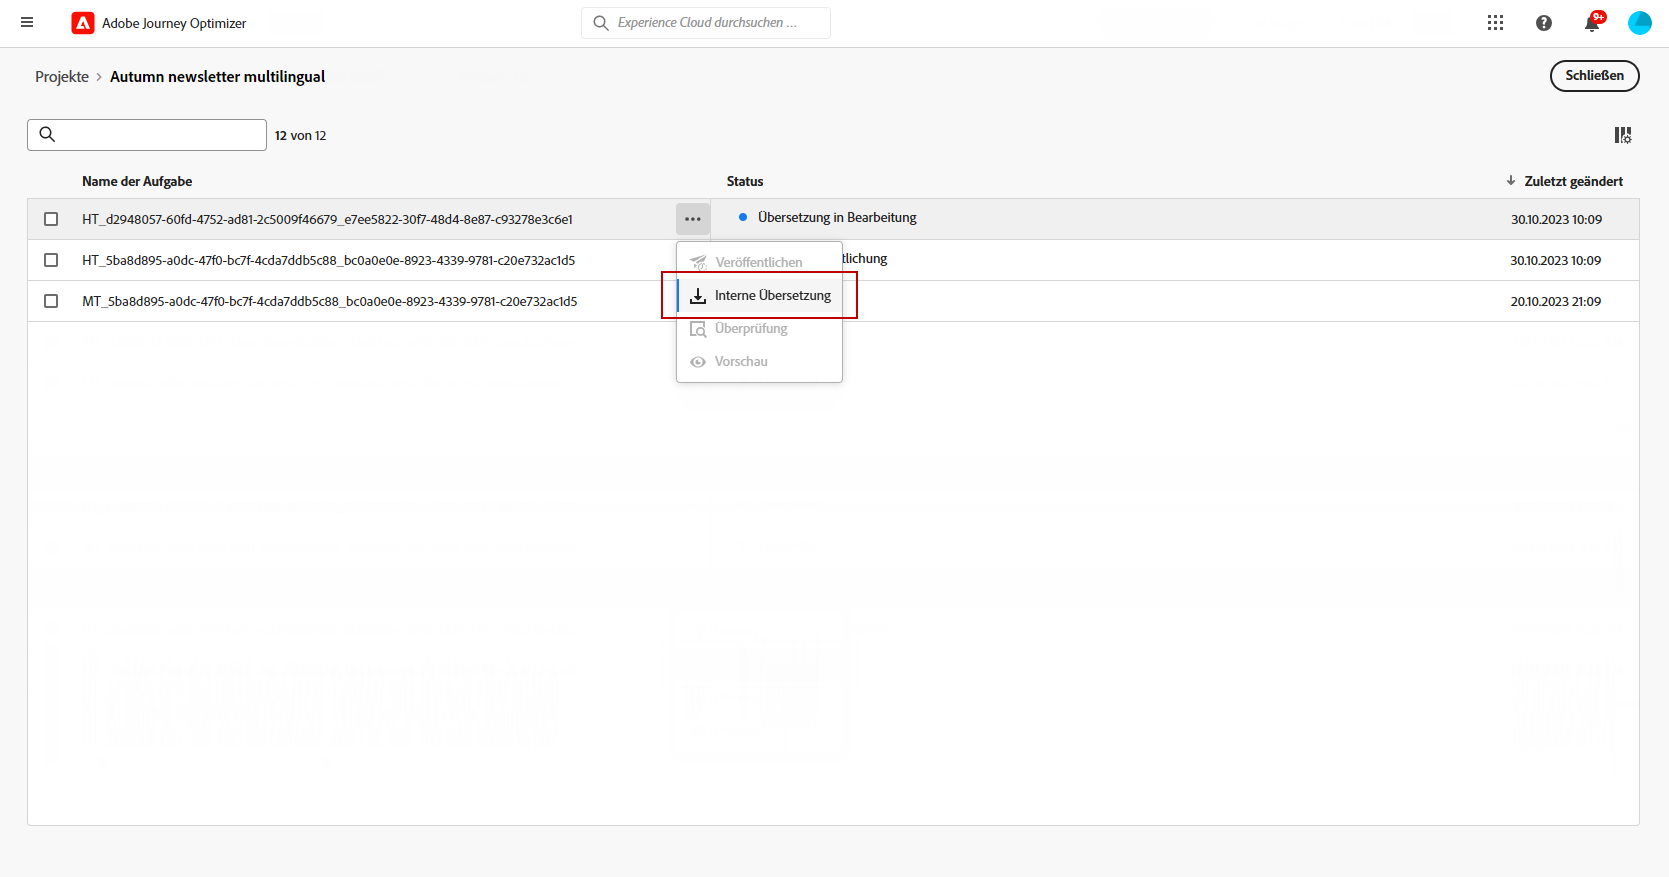 Adobe Journey Optimizer
Experience Cloud durchsuchen ...
9+
Projekte > Autumn newsletter multilingual
Schließen
12 von 12
Name der Aufgabe Status Zuletzt geändert
HT_d2948057-60fd-4752-ad81-2c5009f46679_e7ee5822-30f7-48d4-8e87-c93278e3c6e1 Übersetzung in Bearbeitung 30.10.2023 10:09
HT_5ba8d895-a0dc-47f0-bc7f-4cda7ddb5c88_bc0a0e0e-8923-4339-9781-c20e732ac1d5 tlichung 30.10.2023 10:09
MT_5ba8d895-a0dc-47f0-bc7f-4cda7ddb5c88_bc0a0e0e-8923-4339-9781-c20e732ac1d5 20.10.2023 21:09
Veröffentlichen
Interne Übersetzung
Überprüfung
Vorschau